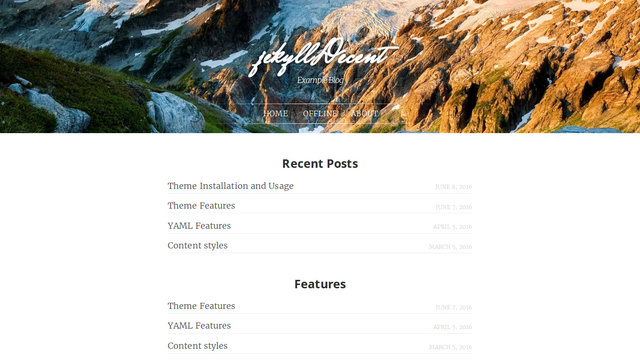 jekyllDecent
Example Blog
HOME OFFLINE ABOUT
Recent Posts
Theme Installation and Usage JUNE 8, 2016
Theme Features JUNE 7, 2016
YAML Features APRIL 5, 2016
Content styles MARCH 5, 2016
Features
Theme Features JUNE 7, 2016
YAML Features APRIL 5, 2016
Content styles MARCH 5, 2016